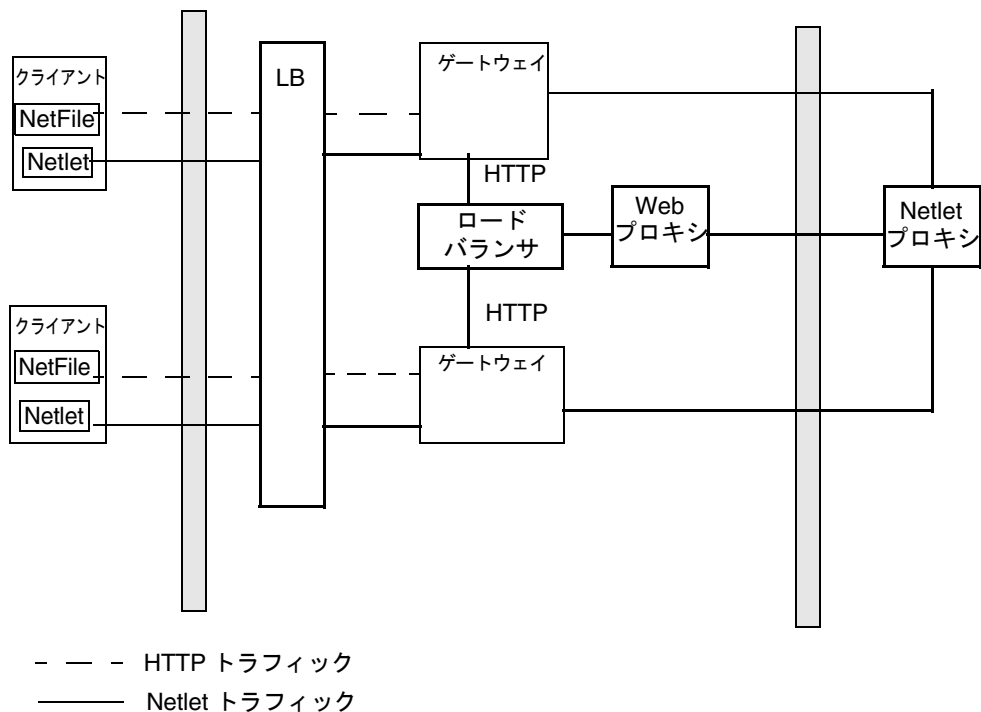 クライアント
NetFile
Netlet
LB
ゲートウェイ
HTTP
ロード
バランサ
Web
プロキシ
Netlet
プロキシ
HTTP
クライアント
NetFile
Netlet
ゲートウェイ
HTTP トラフィック
Netlet トラフィック